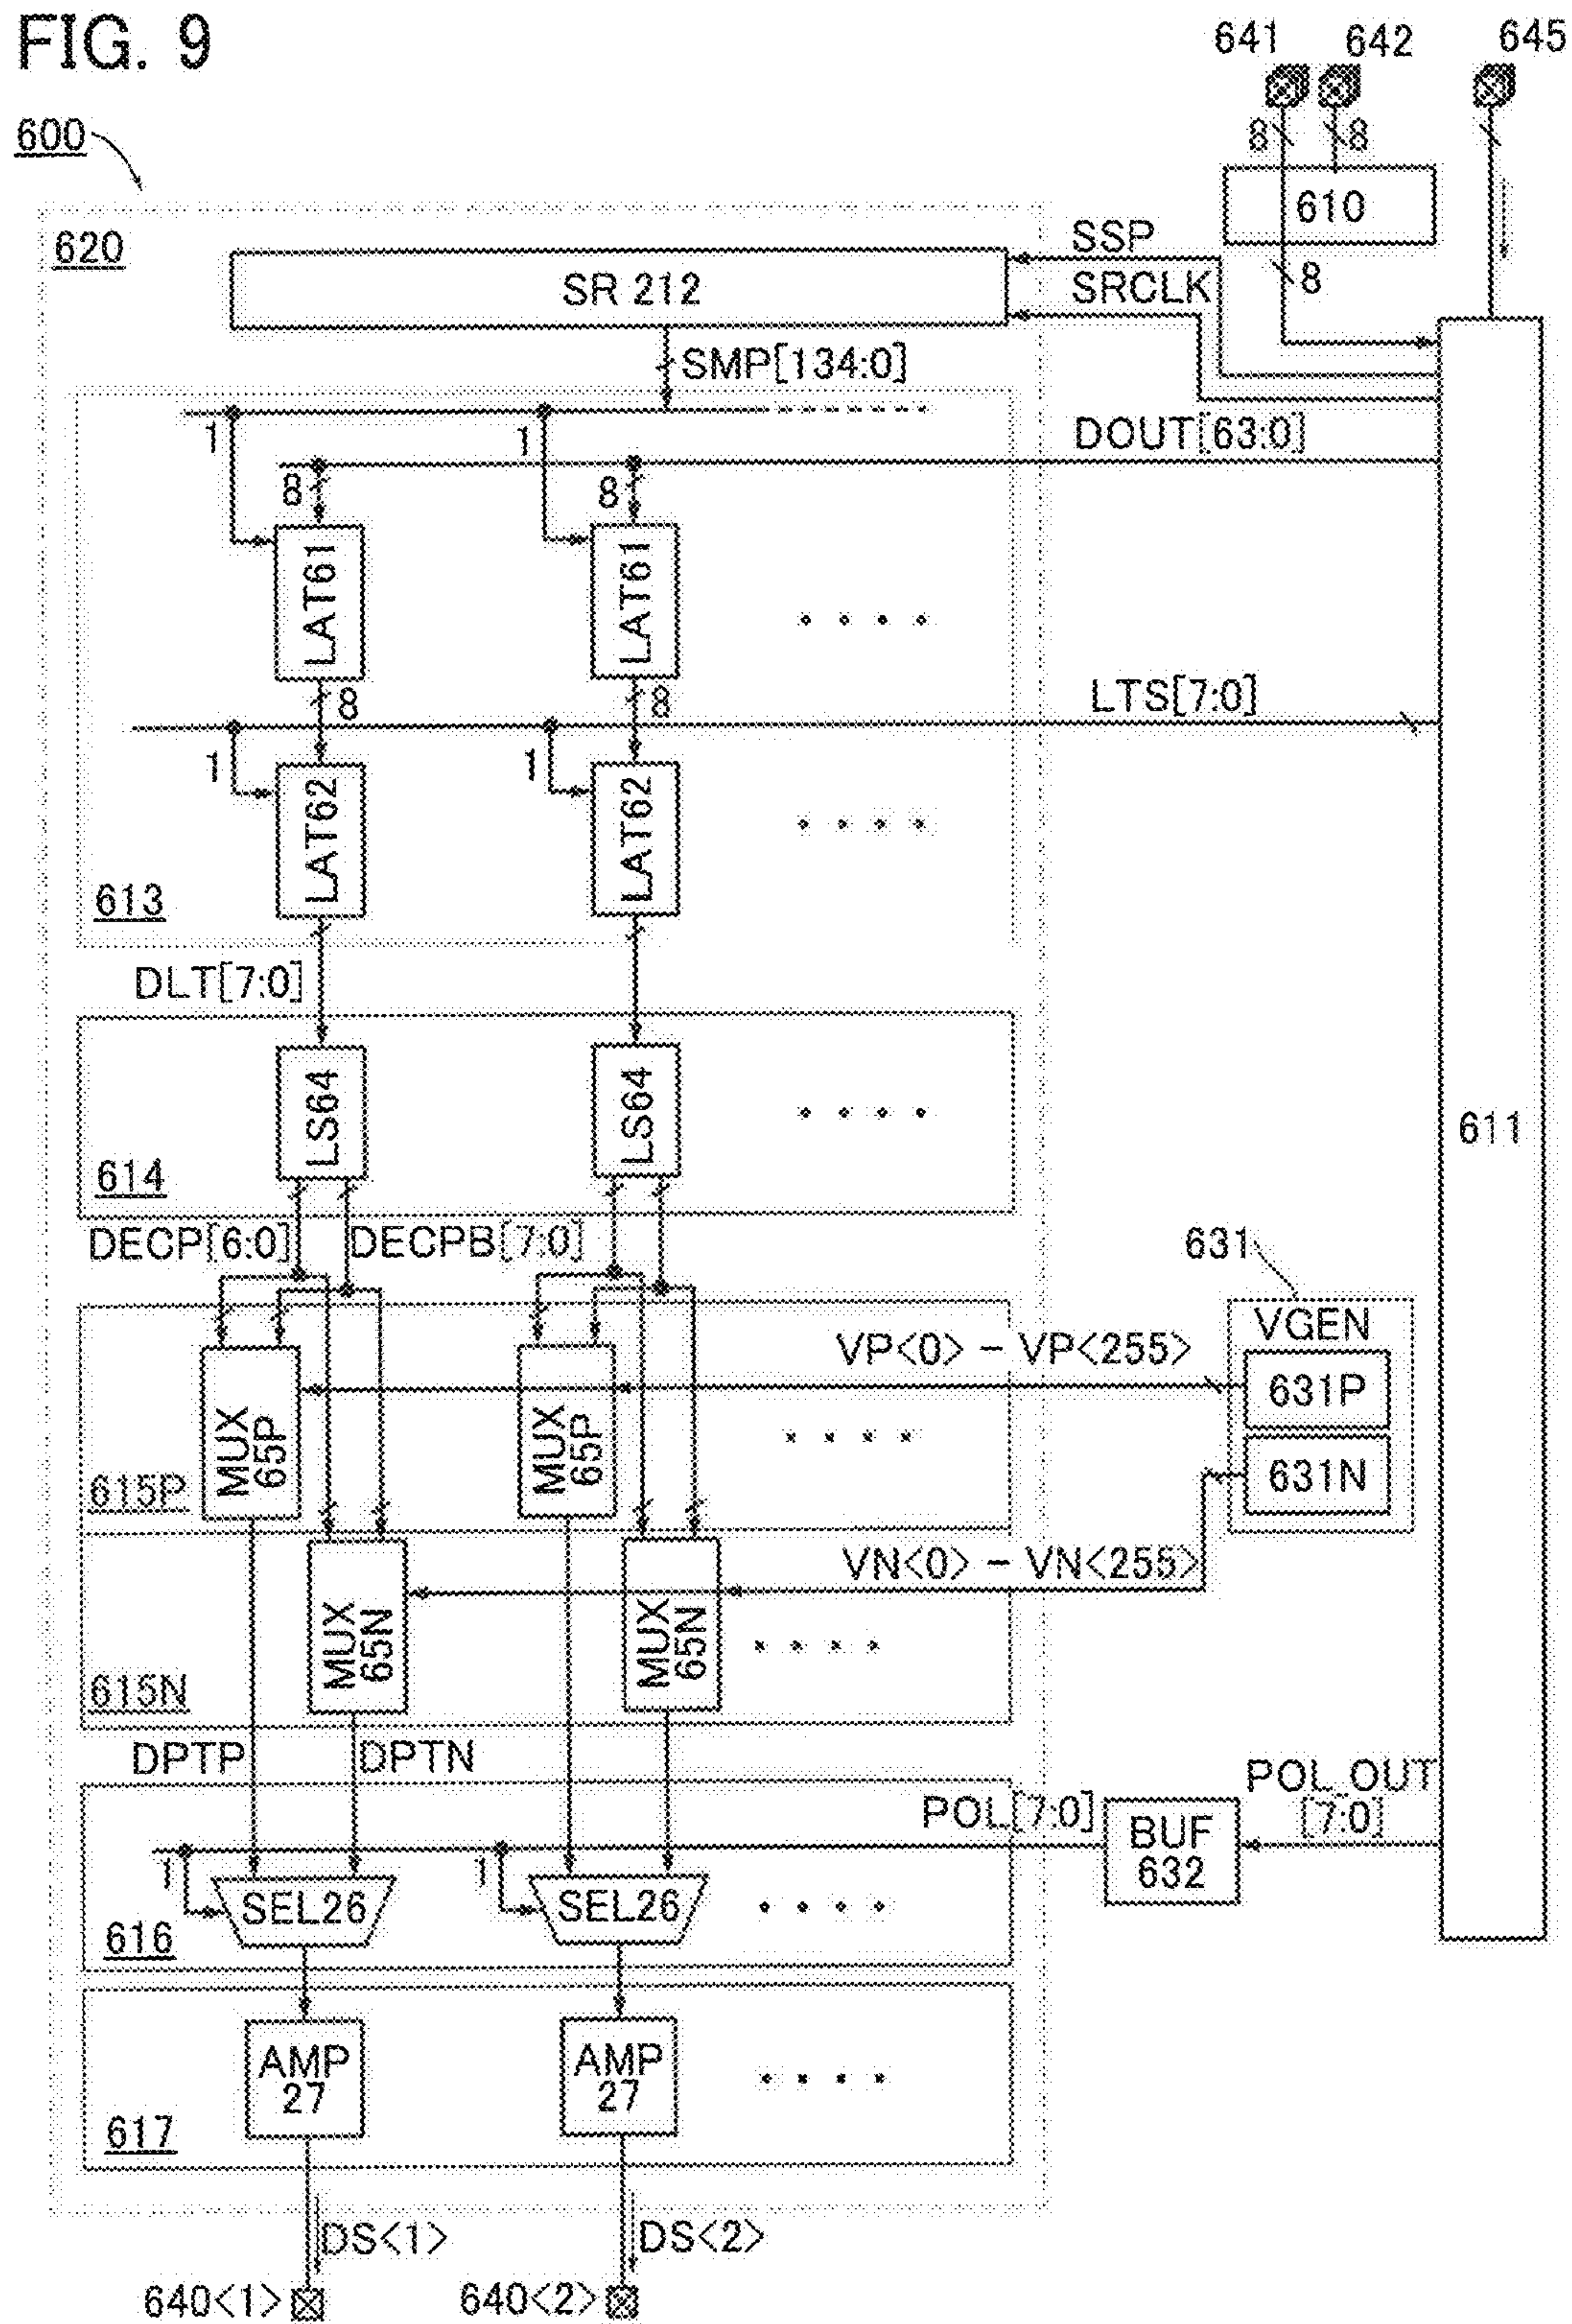 FIG. 9
641 642 645
600
8 8
610
620
SSP
8
SR 212
SRCLK
SMP[134:0]
DOUT[63:0]
1 1
8 8
LAT61 LAT61
8 8
LTS[7:0]
1 1
LAT62 LAT62
613
DLT[7:0]
LS64 LS64
611
614
DECP[6:0] DECPB[7:0]
631
VGEN
VP<0> - VP<255>
631P
MUX 65P
MUX 65P
631N
615P
VN<0> - VN<255>
MUX 65N
MUX 65N
615N
DPTP DPTN
POL_OUT
[7:0]
POL[7:0]
BUF
632
1 1
SEL26 SEL26
616
AMP
27
AMP
27
617
DS<1> DS<2>
640<1> 640<2>